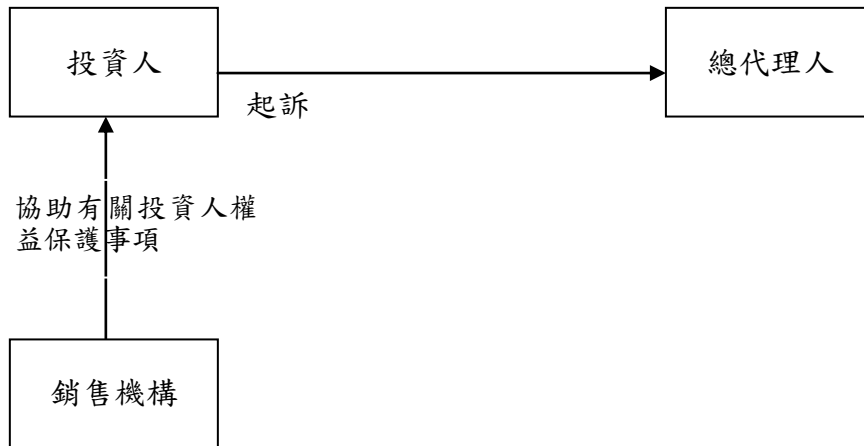 投資人
總代理人
起訴
協助有關投資人權
益保護事項
銷售機構